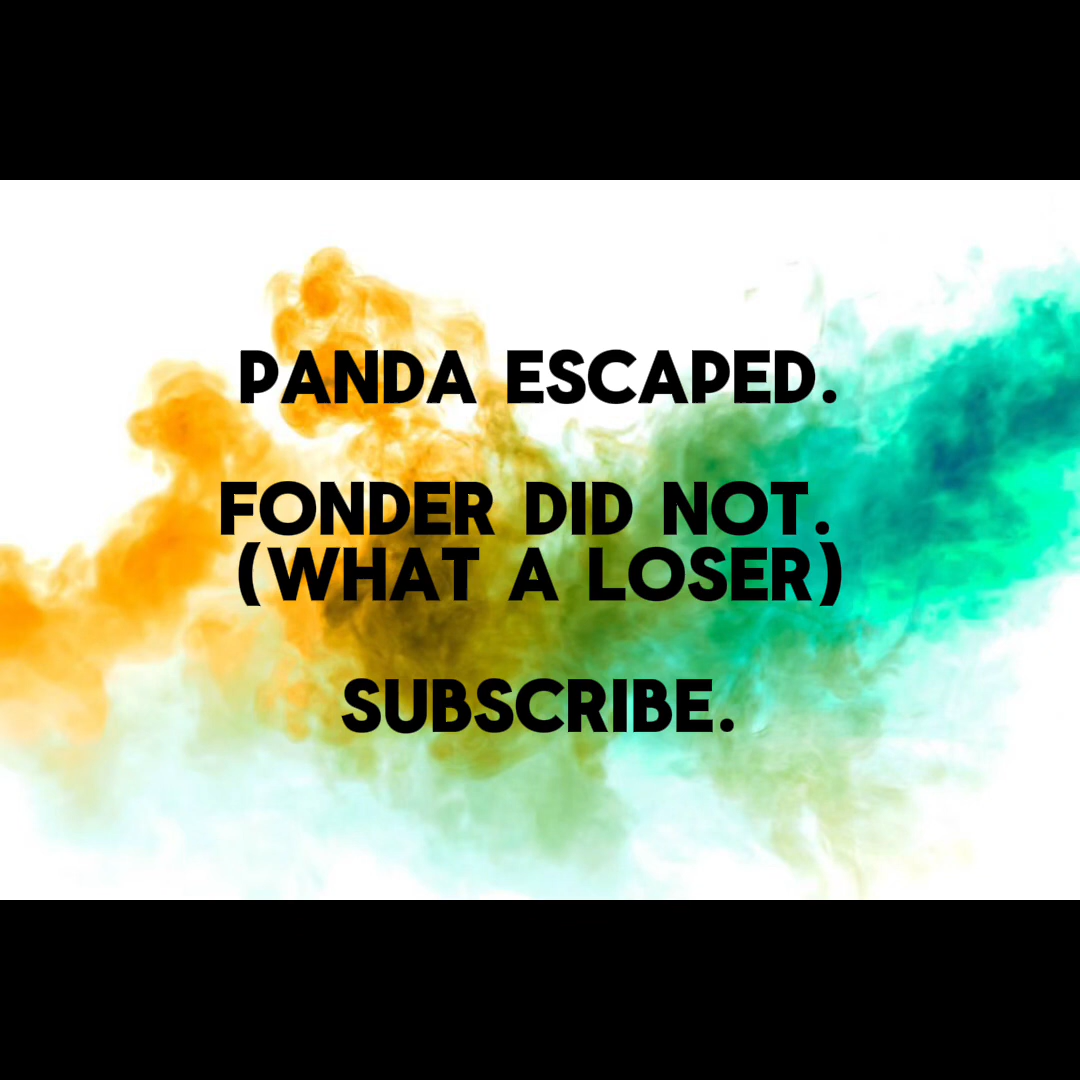 PANDA ESCAPED.
FONDER DID NOT.
(WHAT A LOSER)
SUBSCRIBE.